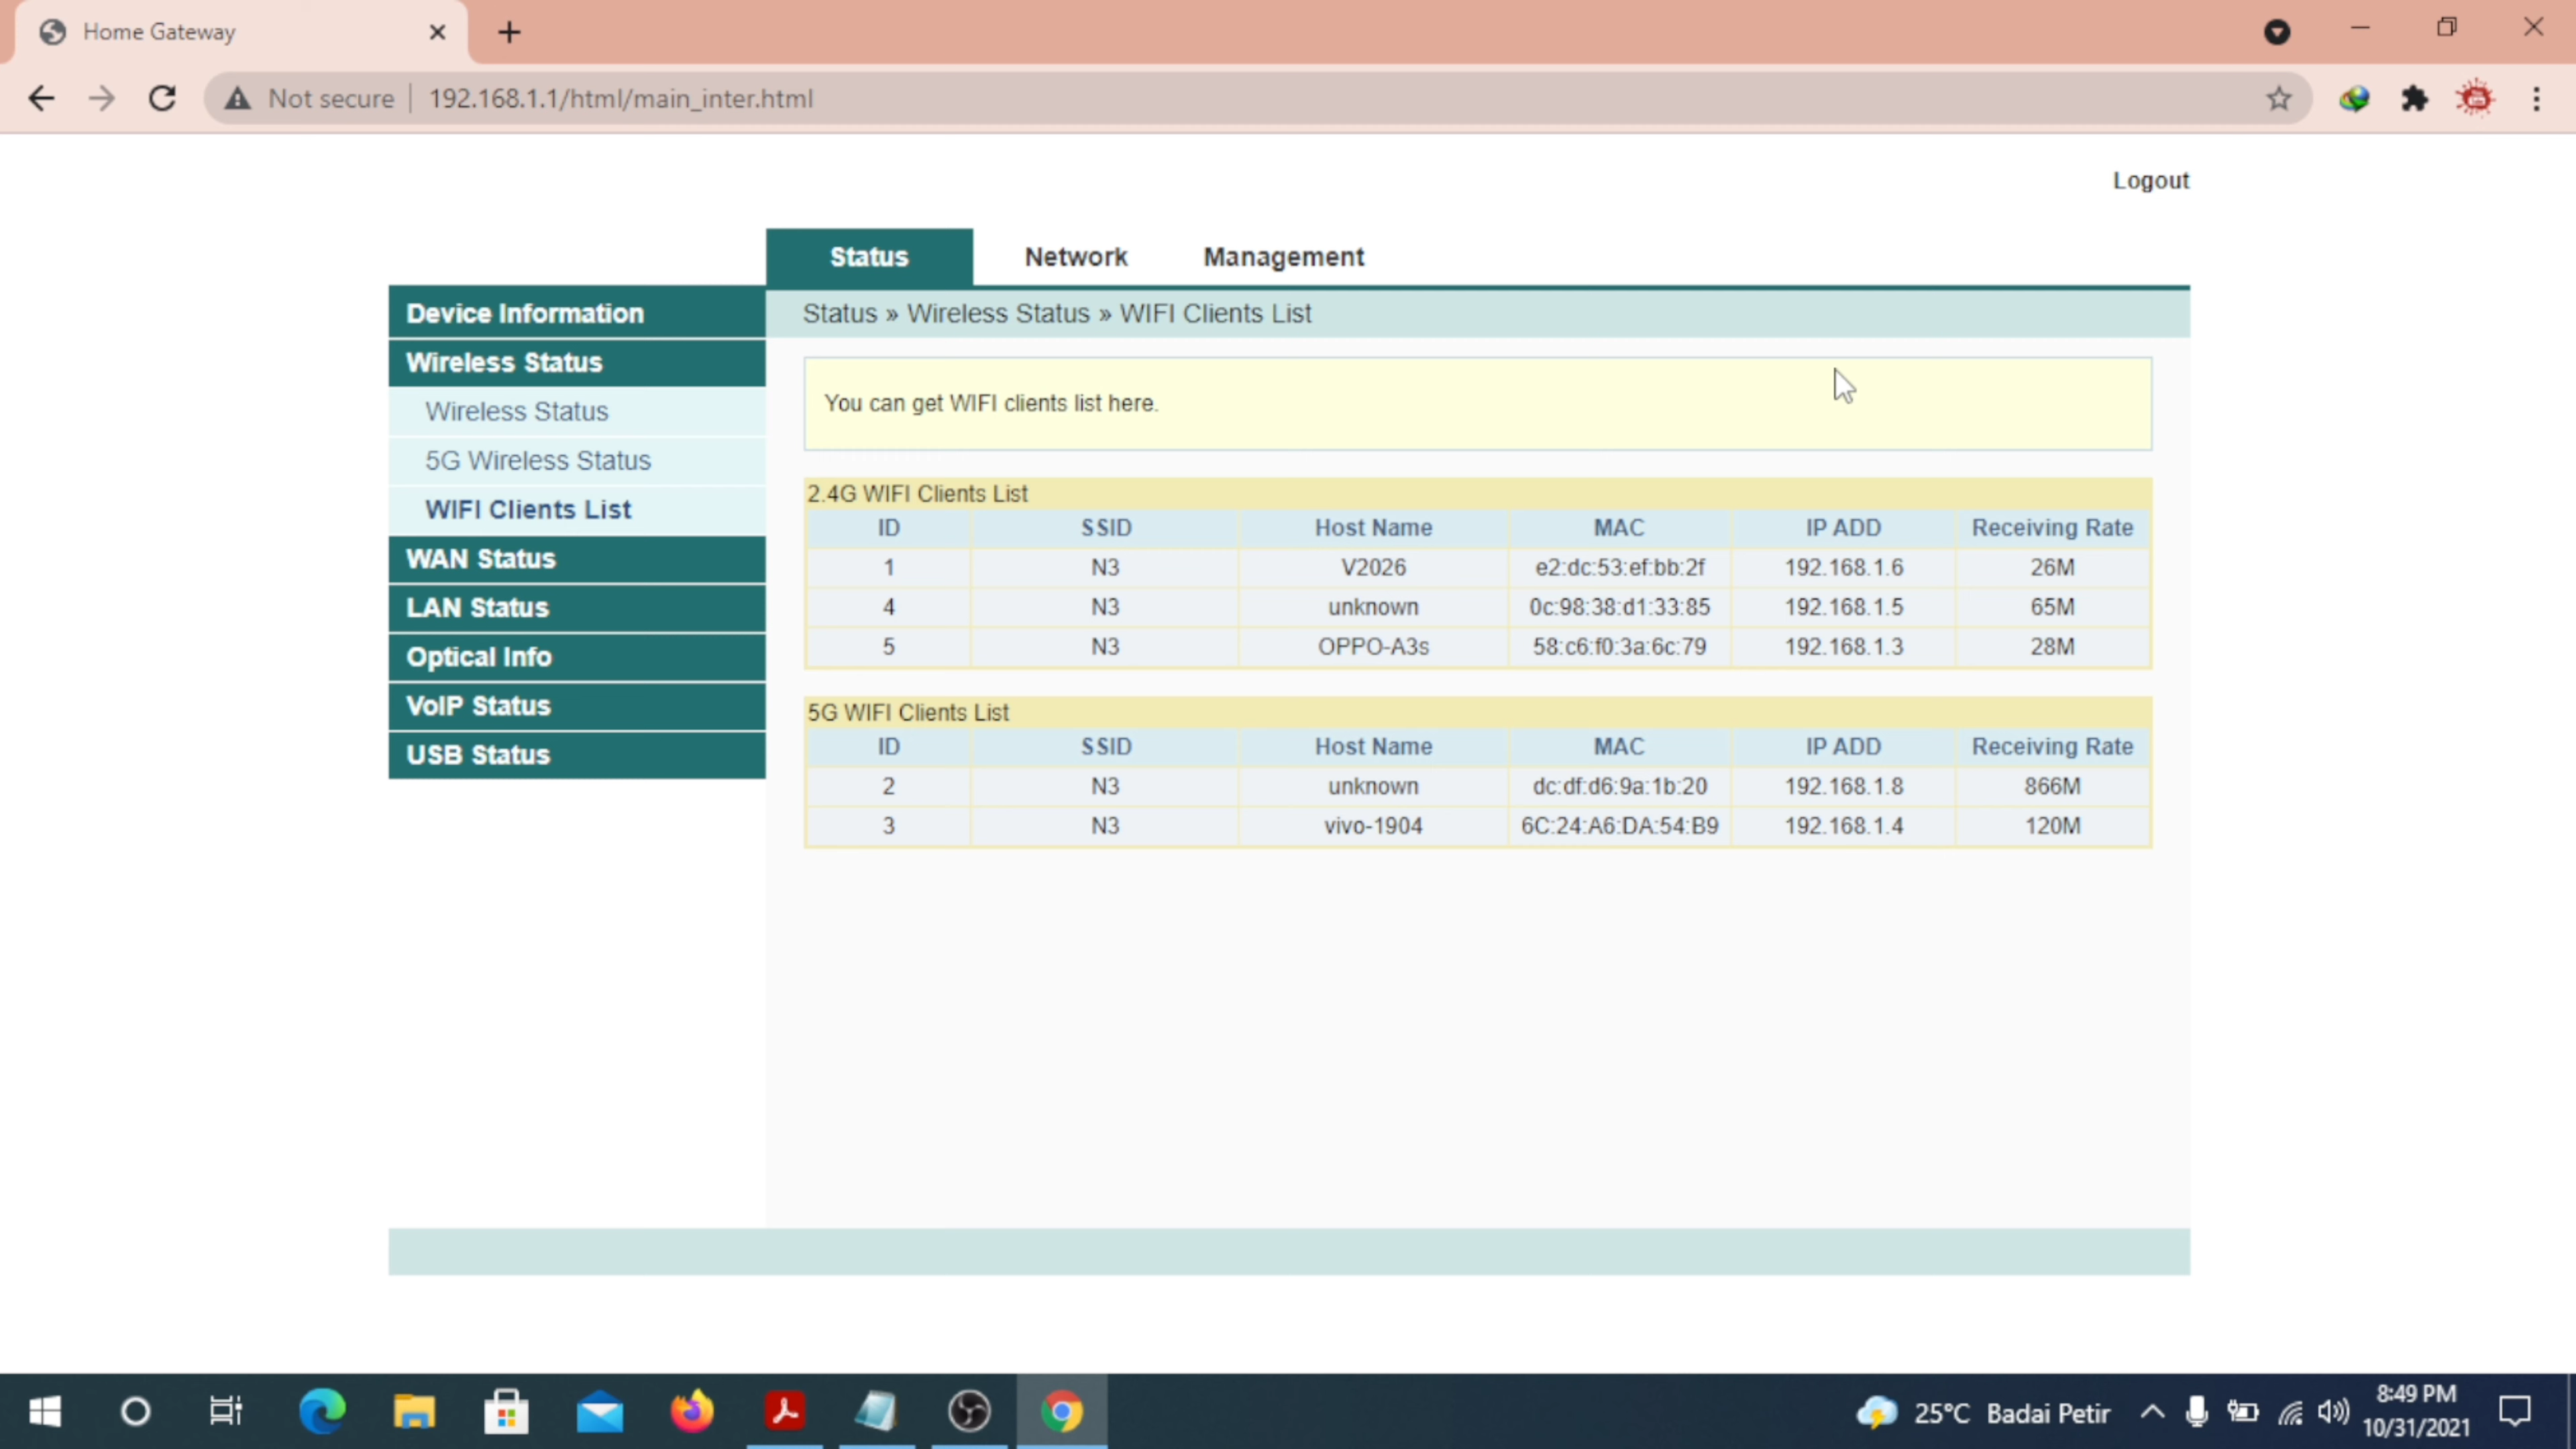 Home Gateway
Not secure | 192.168.1.1/html/main_inter.html
Logout
Status Network Management
Device Information
Wireless Status
Wireless Status
5G Wireless Status
WIFI Clients List
WAN Status
LAN Status
Optical Info
VoIP Status
USB Status
Status » Wireless Status » WIFI Clients List
You can get WIFI clients list here.
2.4G WIFI Clients List
ID SSID Host Name MAC IP ADD Receiving Rate
1 N3 V2026 e2:dc:53:ef:bb:2f 192.168.1.6 26M
4 N3 unknown 0c:98:38:d1:33:85 192.168.1.5 65M
5 N3 OPPO-A3s 58:c6:f0:3a:6c:79 192.168.1.3 28M
5G WIFI Clients List
ID SSID Host Name MAC IP ADD Receiving Rate
2 N3 unknown dc:df:d6:9a:1b:20 192.168.1.8 866M
3 N3 vivo-1904 6C:24:A6:DA:54:B9 192.168.1.4 120M
25°C Badai Petir
8:49 PM
10/31/2021